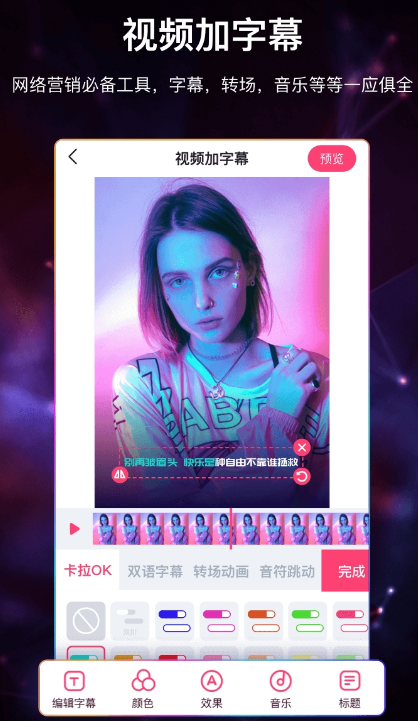 视频加字幕
网络营销必备工具，字幕，转场，音乐等等一应俱全
视频加字幕
预览
别再皱眉头 快乐是种自由不靠谁拯救
卡拉OK
双语字幕
转场动画
音符跳动
完成
编辑字幕
颜色
效果
音乐
标题